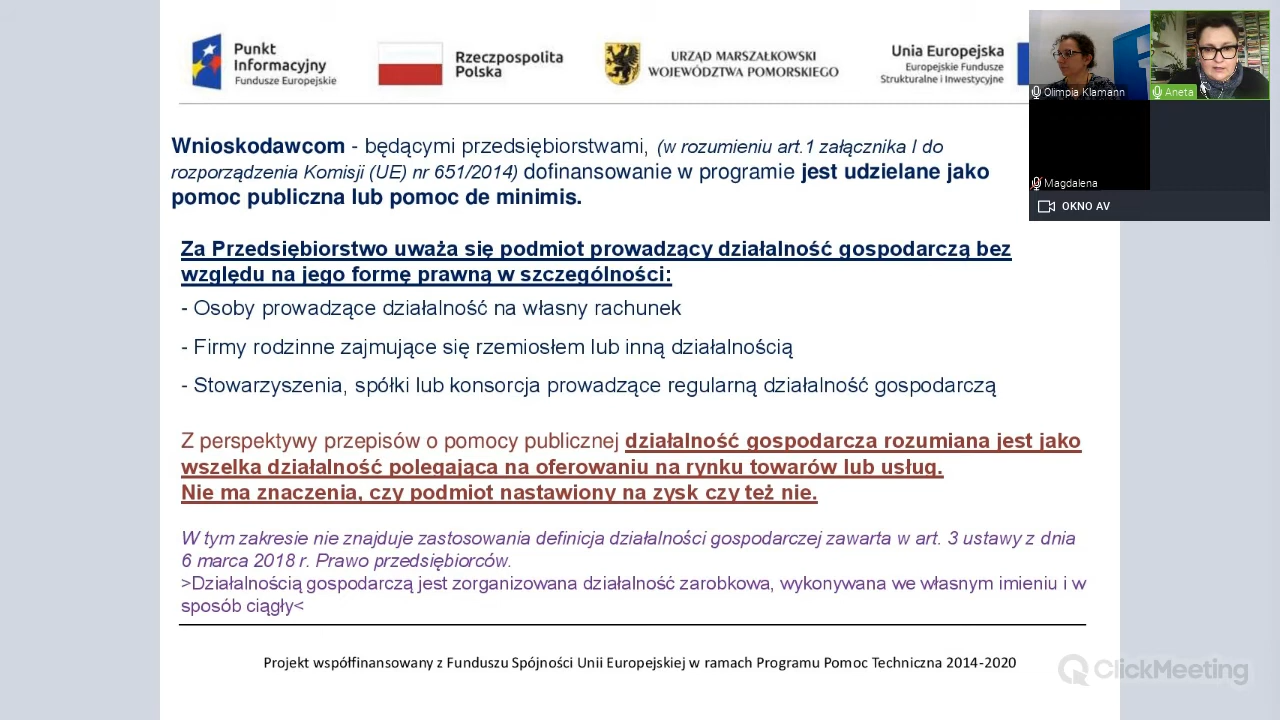 Punkt
Informacyjny
Fundusze Europejskie
Rzeczpospolita
Polska
URZĄD MARSZAŁKOWSKI
WOJEWÓDZTWA POMORSKIEGO
Unia Europejska
Europejskie Fundusze
Strukturalne i Inwestycyjne
Olimpia Klamann
Aneta
Magdalena
OKNO AV
Wnioskodawcom - będącymi przedsiębiorstwami, (w rozumieniu art.1 załącznika I do
rozporządzenia Komisji (UE) nr 651/2014) dofinansowanie w programie jest udzielane jako
pomoc publiczna lub pomoc de minimis.
Za Przedsiębiorstwo uważa się podmiot prowadzący działalność gospodarczą bez
względu na jego formę prawną w szczególności:
- Osoby prowadzące działalność na własny rachunek
- Firmy rodzinne zajmujące się rzemiosłem lub inną działalnością
- Stowarzyszenia, spółki lub konsorcja prowadzące regularną działalność gospodarczą
Z perspektywy przepisów o pomocy publicznej działalność gospodarcza rozumiana jest jako
wszelka działalność polegająca na oferowaniu na rynku towarów lub usług.
Nie ma znaczenia, czy podmiot nastawiony na zysk czy też nie.
W tym zakresie nie znajduje zastosowania definicja działalności gospodarczej zawarta w art. 3 ustawy z dnia
6 marca 2018 r. Prawo przedsiębiorców.
>Działalnością gospodarczą jest zorganizowana działalność zarobkowa, wykonywana we własnym imieniu i w
sposób ciągły<
Projekt współfinansowany z Funduszu Spójności Unii Europejskiej w ramach Programu Pomoc Techniczna 2014-2020
ClickMeeting